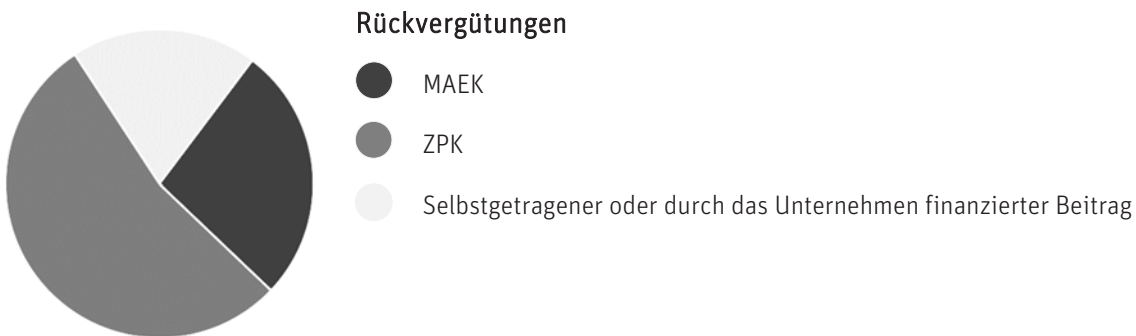 Rückvergütungen
MAEK
ZPK
Selbstgetragener oder durch das Unternehmen finanzierter Beitrag